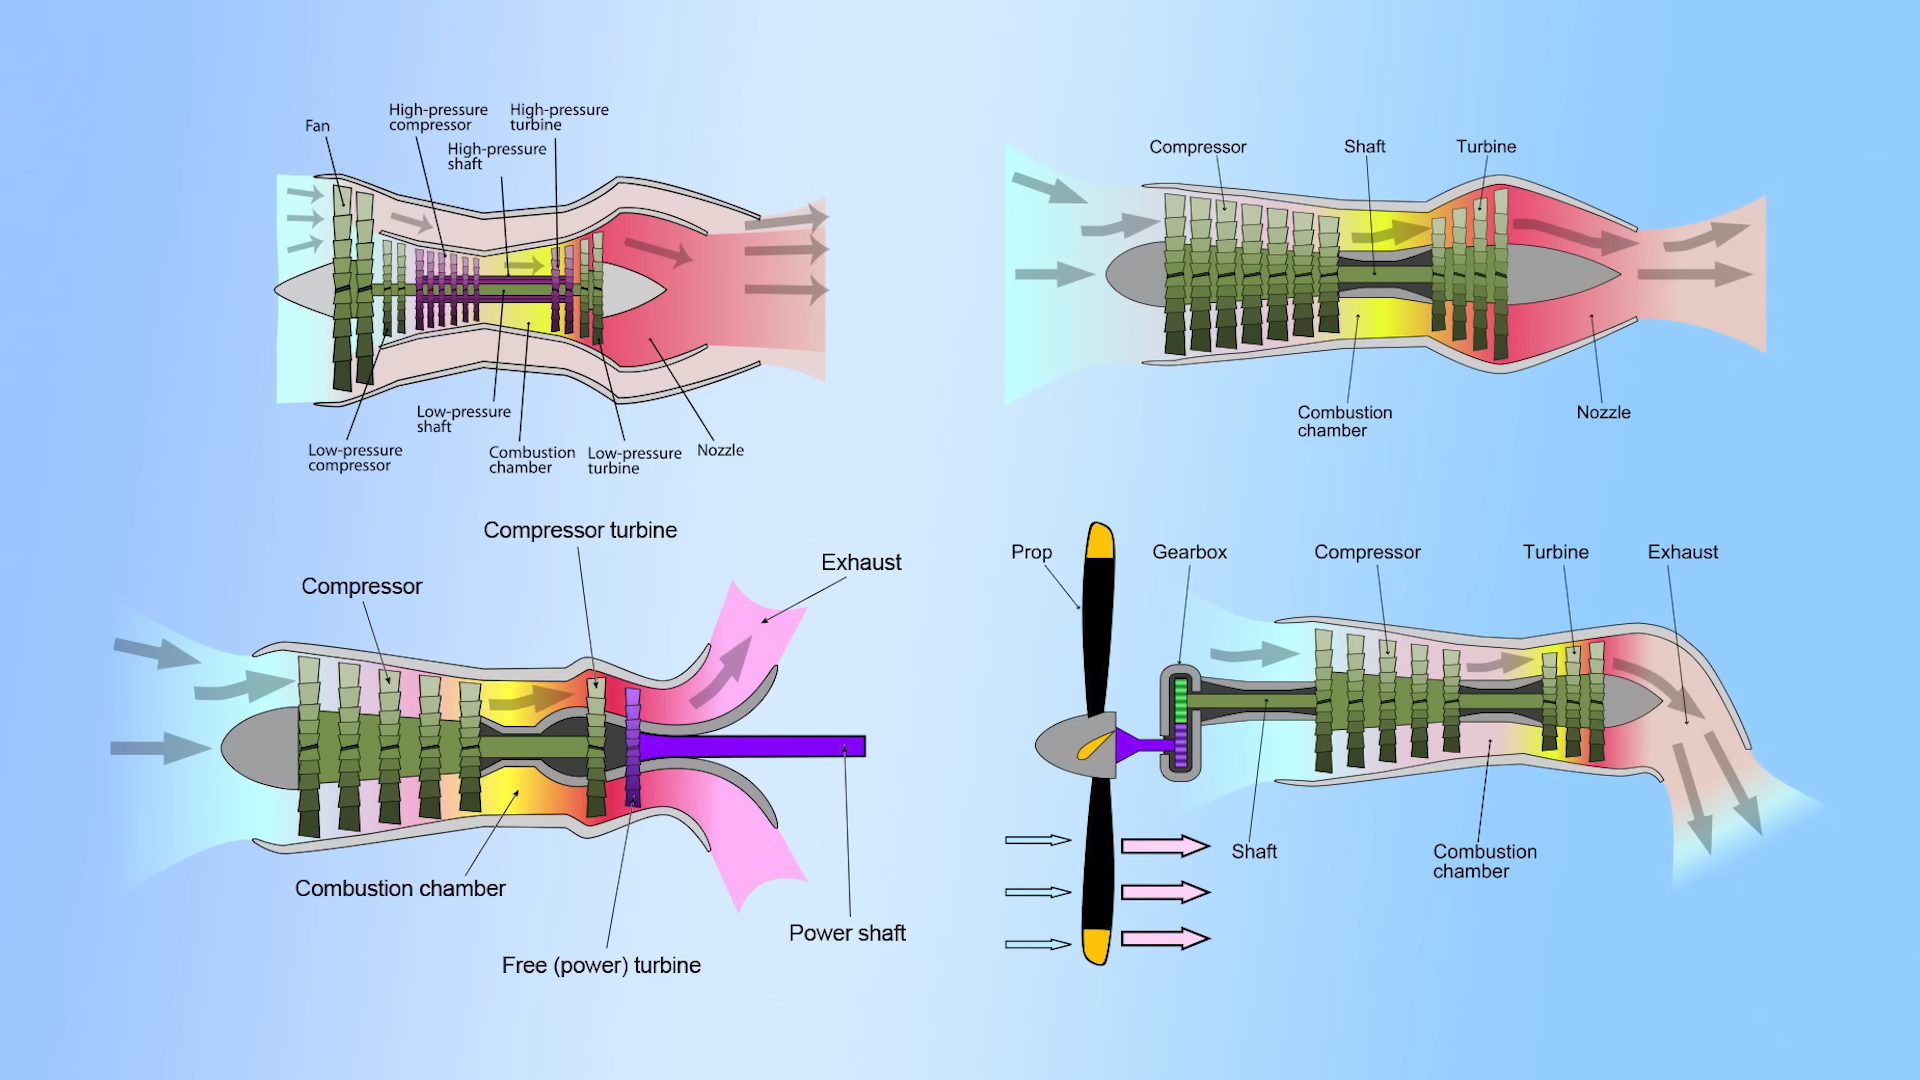 Fan
High-pressure
compressor
High-pressure
turbine
High-pressure
shaft
Low-pressure
shaft
Low-pressure
compressor
Combustion
chamber
Low-pressure
turbine
Nozzle
Compressor
Shaft
Turbine
Combustion
chamber
Nozzle
Compressor turbine
Exhaust
Compressor
Combustion chamber
Power shaft
Free (power) turbine
Prop
Gearbox
Compressor
Turbine
Exhaust
Shaft
Combustion
chamber